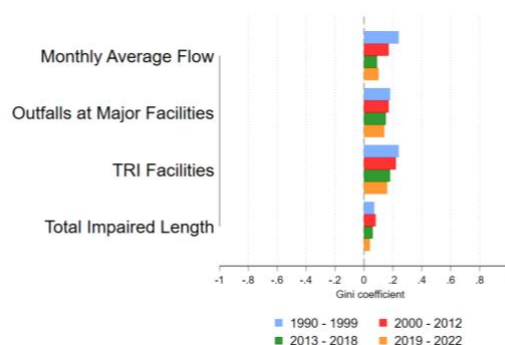 Monthly Average Flow
Outfalls at Major Facilities
TRI Facilities
Total Impaired Length
-1 -.8 -.6 -.4 -.2 0 .2 .4 .6 .8
Gini coefficient
1990 - 1999 2000 - 2012
2013 - 2018 2019 - 2022